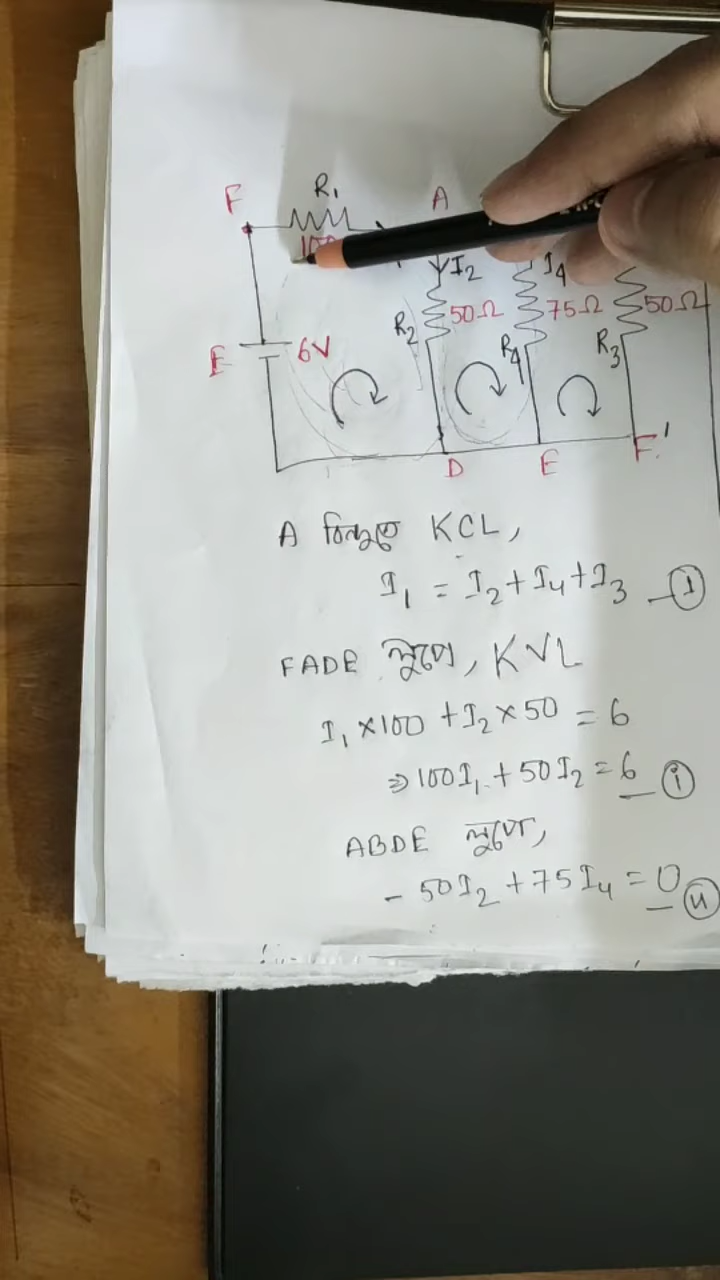 F R₁ A
I₂ I₄
R₂ 50Ω R₄ 75Ω R₃ 50Ω
E 6V
D E F'
A বিন্দুতে KCL,
I₁ = I₂ + I₄ + I₃ —(I)
FADE লুপে, KVL
I₁ × 100 + I₂ × 50 = 6
⇒ 100I₁ + 50I₂ = 6 —(i)
ABDE লুপে,
- 50I₂ + 75I₄ = 0 —(ii)